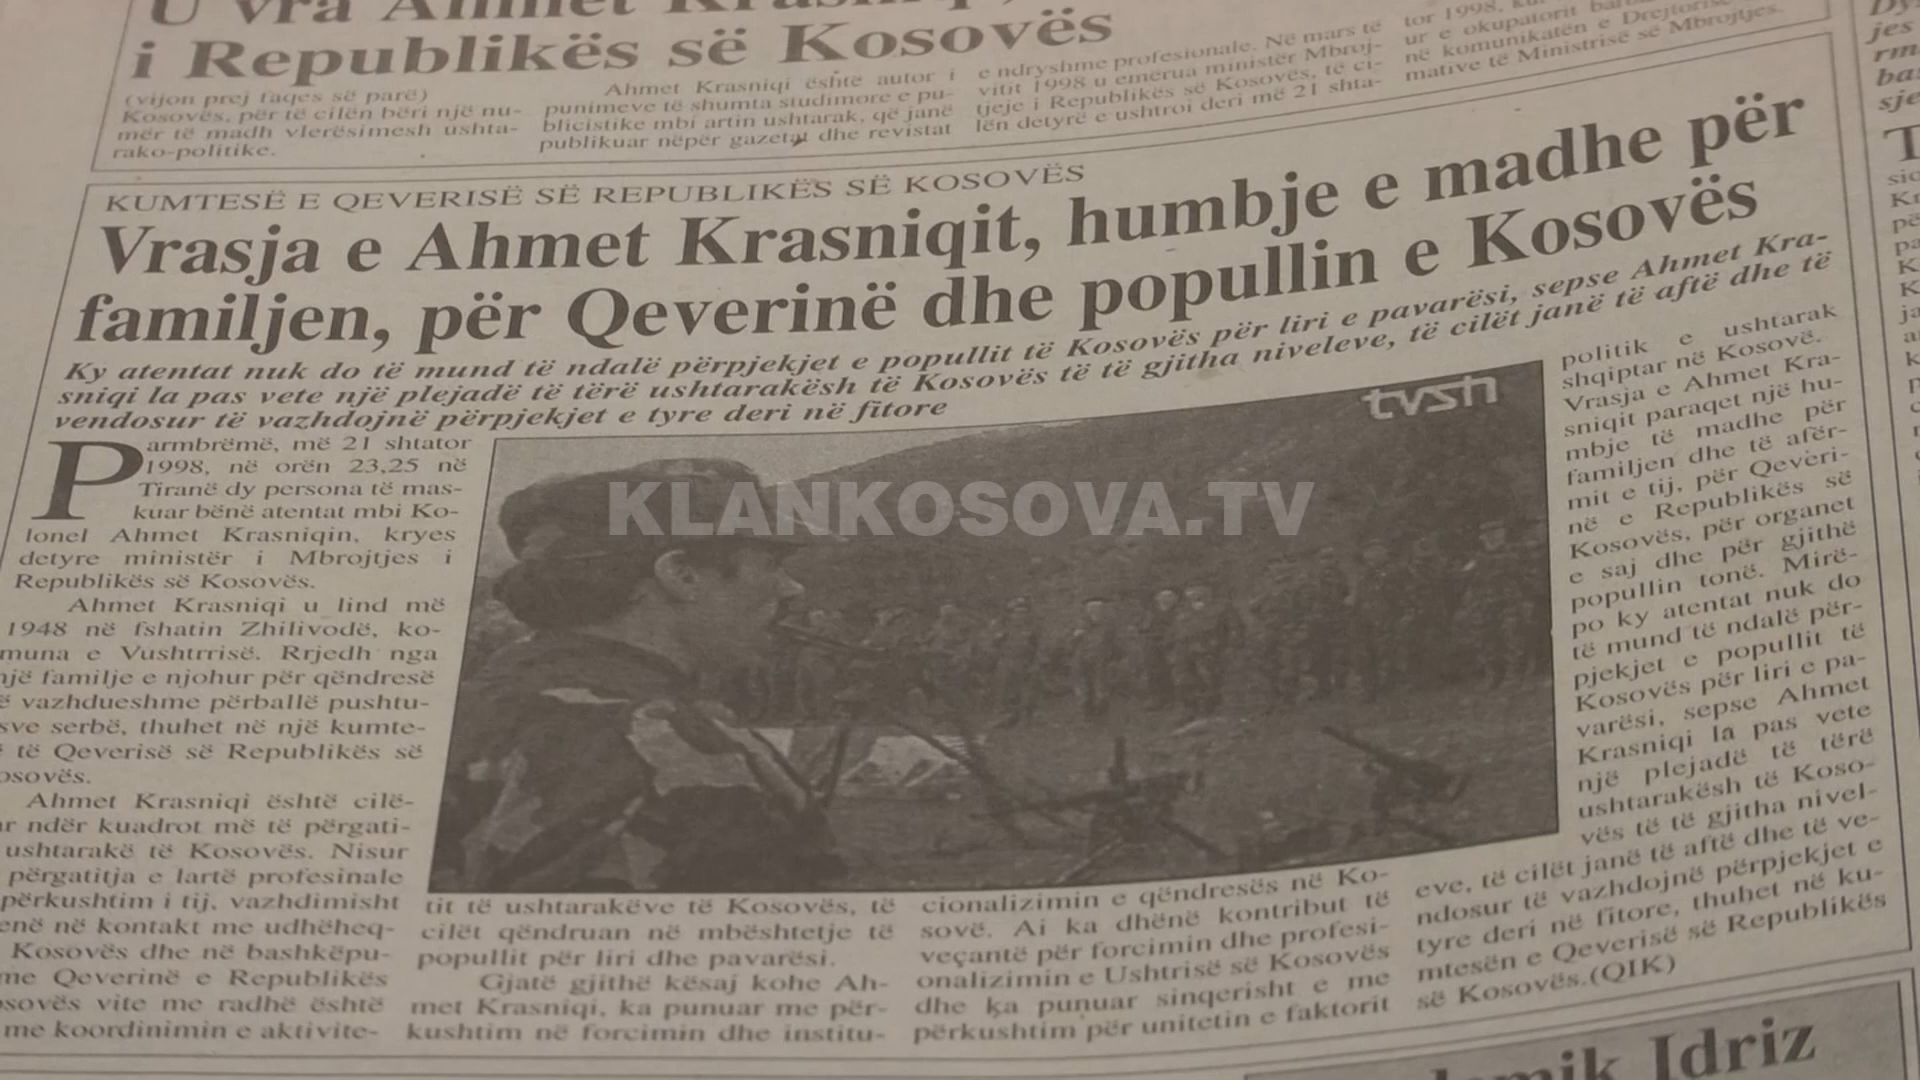 U vra Ahmet Krasniqi,
i Republikës së Kosovës
(vijon prej faqes së parë)
Kosovës, për të cilën bëri një nu-
mër të madh vlerësimesh ushta-
rako-politike.
Ahmet Krasniqi është autor i
punimeve të shumta studimore e pu-
blicistike mbi artin ushtarak, që janë
publikuar nëpër gazetat dhe revistat
e ndryshme profesionale. Në mars të
vitit 1998 u emërua ministër Mbroj-
tjeje i Republikës së Kosovës, të ci-
lën detyrë e ushtroi deri më 21 shta-
tor 1998, kur
ur e okupatorit
në komunikatën e Drejtorisë
mative të Ministrisë së Mbrojtjes.
KUMTESË E QEVERISË SË REPUBLIKËS SË KOSOVËS
Vrasja e Ahmet Krasniqit, humbje e madhe për
familjen, për Qeverinë dhe popullin e Kosovës
Ky atentat nuk do të mund të ndalë përpjekjet e popullit të Kosovës për liri e pavarësi, sepse Ahmet Kra-
sniqi la pas vete një plejadë të tërë ushtarakësh të Kosovës të të gjitha niveleve, të cilët janë të aftë dhe të
vendosur të vazhdojnë përpjekjet e tyre deri në fitore
Parmbrëmë, më 21 shtator
1998, në orën 23,25 në
Tiranë dy persona të mas-
kuar bënë atentat mbi Ko-
lonel Ahmet Krasniqin, kryes
detyre ministër i Mbrojtjes i
Republikës së Kosovës.
Ahmet Krasniqi u lind më
1948 në fshatin Zhilivodë, ko-
muna e Vushtrrisë. Rrjedh nga
një familje e njohur për qëndresë
ë vazhdueshme përballë pushtu-
sve serbë, thuhet në një kumte-
të Qeverisë së Republikës së
osovës.
Ahmet Krasniqi është cilë-
ar ndër kuadrot më të përgati-
ushtarakë të Kosovës. Nisur
përgatitja e lartë profesinale
përkushtim i tij, vazhdimisht
enë në kontakt me udhëheq-
Kosovës dhe në bashkëpu-
me Qeverinë e Republikës
osovës vite me radhë është
me koordinimin e aktivite-
tvsh
KLANKOSOVA.TV
tit të ushtarakëve të Kosovës, të
cilët qëndruan në mbështetje të
popullit për liri dhe pavarësi.
Gjatë gjithë kësaj kohe Ah-
met Krasniqi, ka punuar me për-
kushtim në forcimin dhe institu-
cionalizimin e qëndresës në Ko-
sovë. Ai ka dhënë kontribut të
veçantë për forcimin dhe profesi-
onalizimin e Ushtrisë së Kosovës
dhe ka punuar sinqerisht e me
përkushtim për unitetin e faktorit
politik e ushtarak
shqiptar në Kosovë.
Vrasja e Ahmet Kra-
sniqit paraqet një hu-
mbje të madhe për
familjen dhe të afër-
mit e tij, për Qeveri-
në e Republikës së
Kosovës, për organet
e saj dhe për gjithë
popullin tonë. Mirë-
po ky atentat nuk do
të mund të ndalë për-
pjekjet e popullit të
Kosovës për liri e pa-
varësi, sepse Ahmet
Krasniqi la pas vete
një plejadë të tërë
ushtarakësh të Koso-
vës të të gjitha nivel-
eve, të cilët janë të aftë dhe të ve-
ndosur të vazhdojnë përpjekjet e
tyre deri në fitore, thuhet në ku-
mtesën e Qeverisë së Republikës
së Kosovës.(QIK)
Idriz